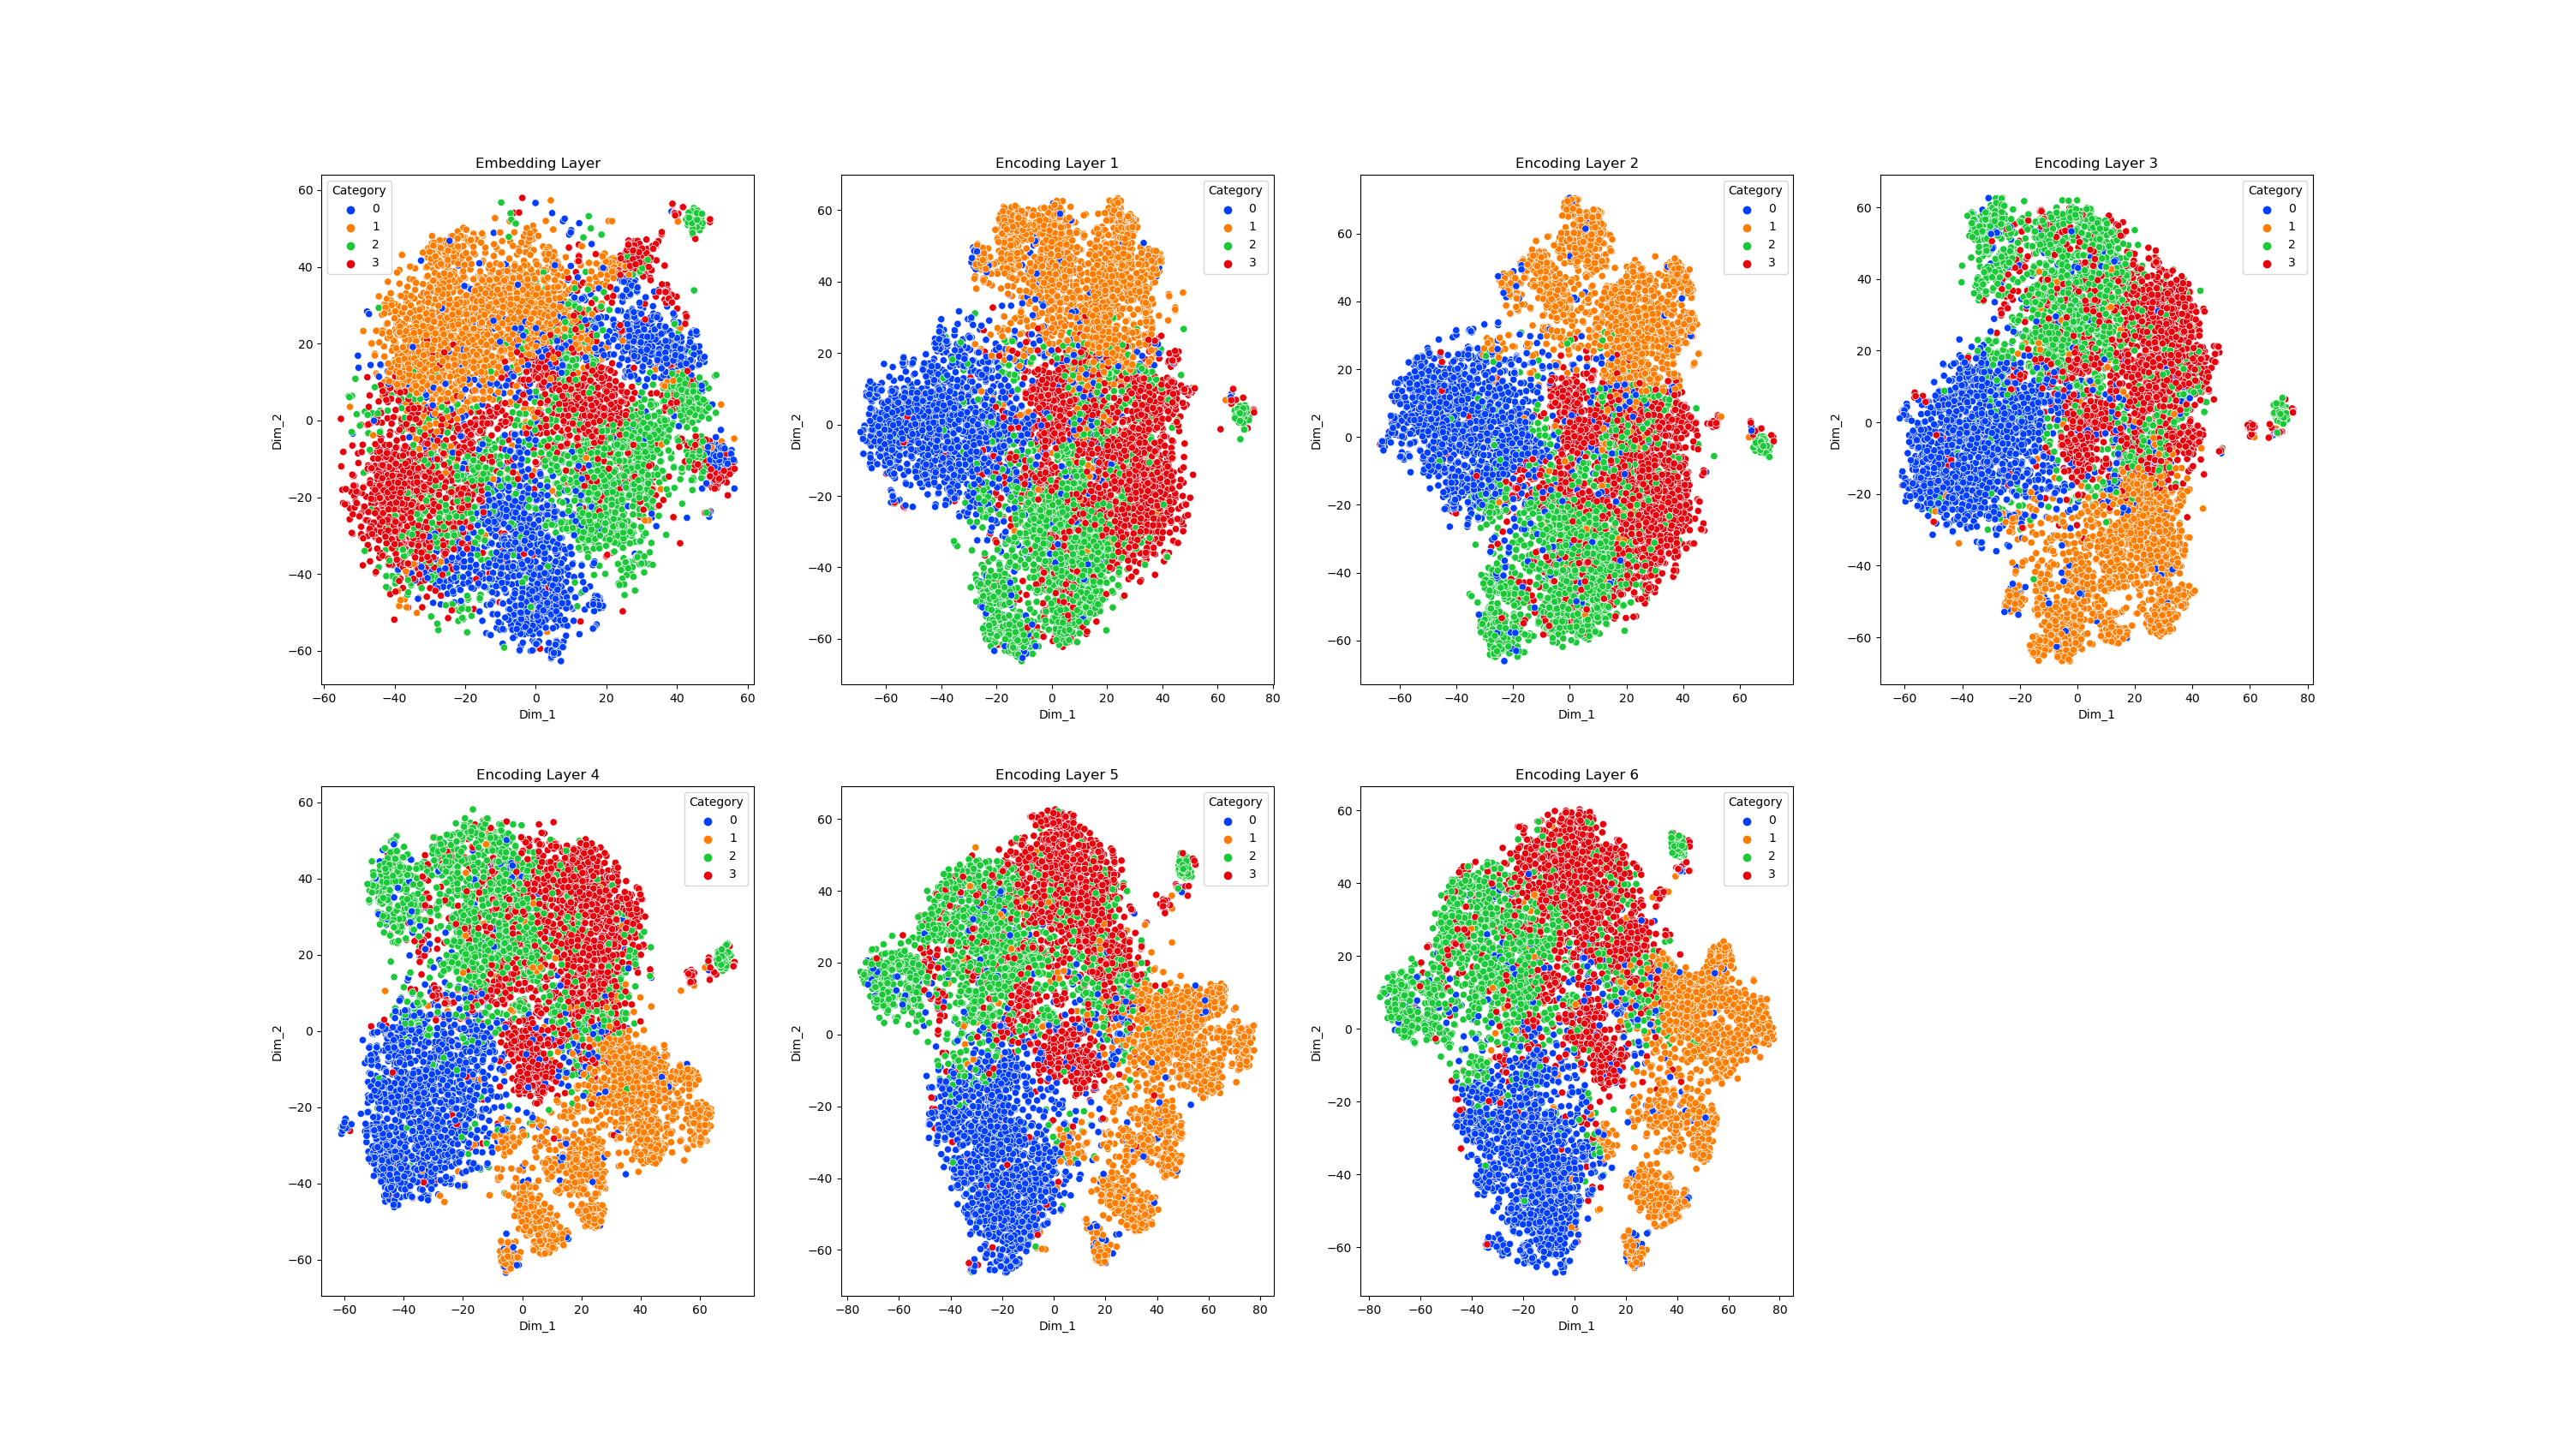 Embedding Layer
Category
0
1
2
3
60
40
20
0
−20
−40
−60
Dim_2
−60 −40 −20 0 20 40 60
Dim_1
Encoding Layer 1
Category
0
1
2
3
60
40
20
0
−20
−40
−60
Dim_2
−60 −40 −20 0 20 40 60 80
Dim_1
Encoding Layer 2
Category
0
1
2
3
60
40
20
0
−20
−40
−60
Dim_2
−60 −40 −20 0 20 40 60
Dim_1
Encoding Layer 3
Category
0
1
2
3
60
40
20
0
−20
−40
−60
Dim_2
−60 −40 −20 0 20 40 60 80
Dim_1
Encoding Layer 4
Category
0
1
2
3
60
40
20
0
−20
−40
−60
Dim_2
−60 −40 −20 0 20 40 60
Dim_1
Encoding Layer 5
Category
0
1
2
3
60
40
20
0
−20
−40
−60
Dim_2
−80 −60 −40 −20 0 20 40 60 80
Dim_1
Encoding Layer 6
Category
0
1
2
3
60
40
20
0
−20
−40
−60
Dim_2
−80 −60 −40 −20 0 20 40 60 80
Dim_1